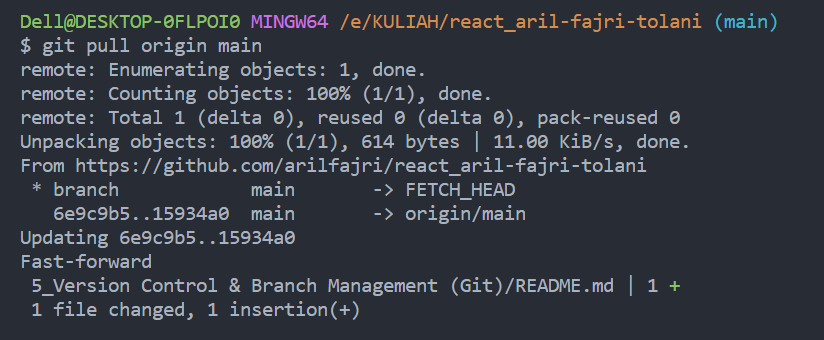 Dell@DESKTOP-0FLPOI0 MINGW64 /e/KULIAH/react_aril-fajri-tolani (main)
$ git pull origin main
remote: Enumerating objects: 1, done.
remote: Counting objects: 100% (1/1), done.
remote: Total 1 (delta 0), reused 0 (delta 0), pack-reused 0
Unpacking objects: 100% (1/1), 614 bytes | 11.00 KiB/s, done.
From https://github.com/arilfajri/react_aril-fajri-tolani
 * branch            main       -> FETCH_HEAD
   6e9c9b5..15934a0  main       -> origin/main
Updating 6e9c9b5..15934a0
Fast-forward
 5_Version Control & Branch Management (Git)/README.md | 1 +
 1 file changed, 1 insertion(+)